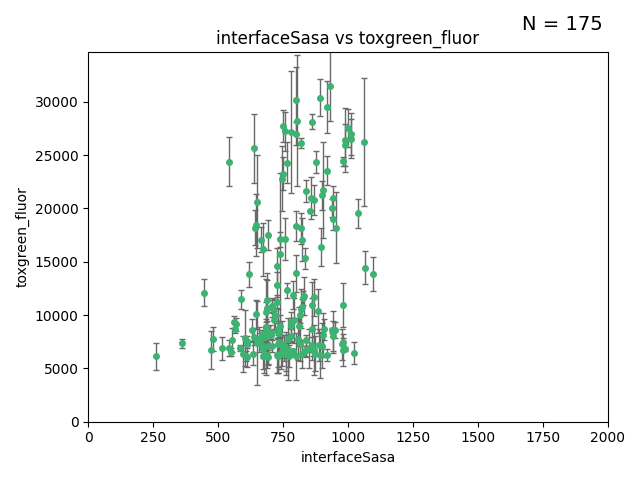 N = 175
interfaceSasa vs toxgreen_fluor
30000
25000
20000
15000
10000
5000
0
toxgreen_fluor
0 250 500 750 1000 1250 1500 1750 2000
interfaceSasa